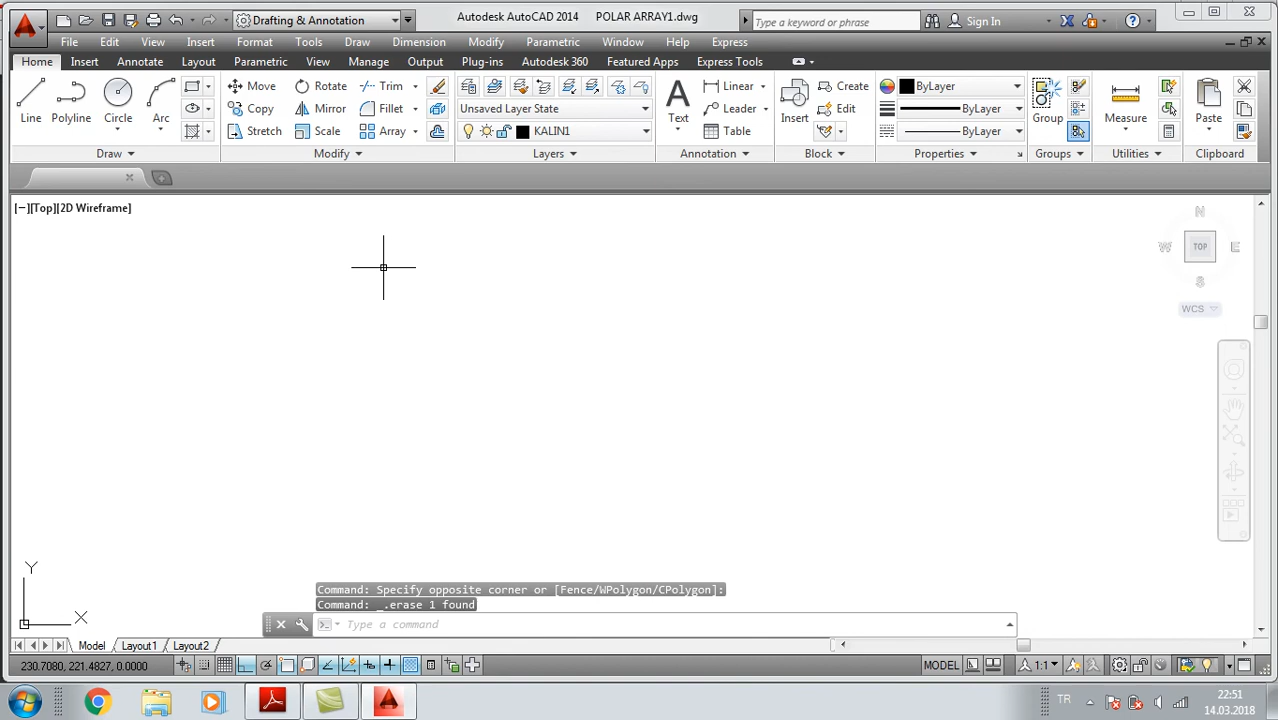 Drafting & Annotation
Autodesk AutoCAD 2014 POLAR ARRAY1.dwg
Type a keyword or phrase
Sign In
File Edit View Insert Format Tools Draw Dimension Modify Parametric Window Help Express
Home Insert Annotate Layout Parametric View Manage Output Plug-ins Autodesk 360 Featured Apps Express Tools
Line Polyline Circle Arc
Move Rotate Trim
Copy Mirror Fillet
Stretch Scale Array
Unsaved Layer State
KALIN1
Text
Linear
Leader
Table
Insert
Create
Edit
ByLayer
ByLayer
ByLayer
Group
Measure
Paste
Draw Modify Layers Annotation Block Properties Groups Utilities Clipboard
[−][Top][2D Wireframe]
N
W TOP E
S
WCS
Y
X
Command: Specify opposite corner or [Fence/WPolygon/CPolygon]:
Command: _.erase 1 found
Type a command
Model Layout1 Layout2
230.7080, 221.4827, 0.0000
MODEL
1:1
TR
22:51
14.03.2018